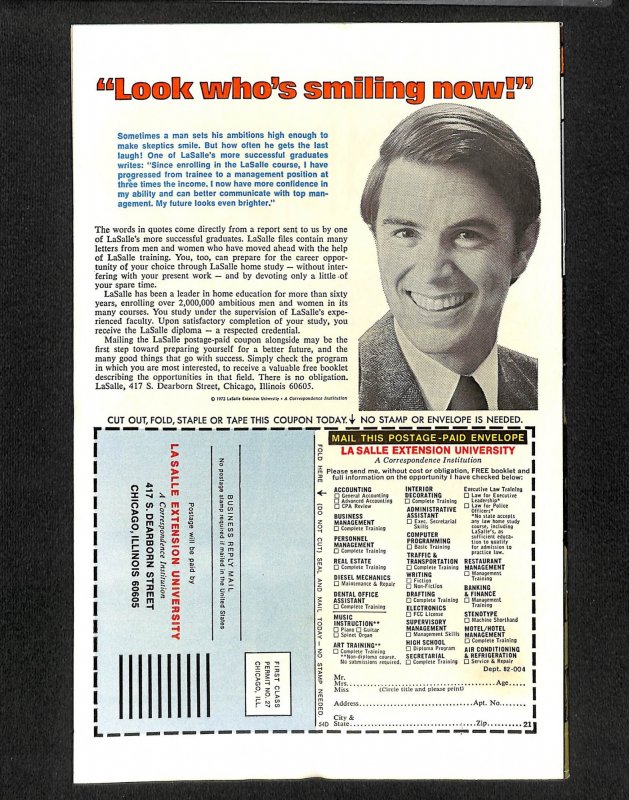 “Look who’s smiling now!”
Sometimes a man sets his ambitions high enough to
make skeptics smile. But how often he gets the last
laugh! One of LaSalle's more successful graduates
writes: "Since enrolling in the LaSalle course, I have
progressed from trainee to a management position at
three times the income. I now have more confidence in
my ability and can better communicate with top man-
agement. My future looks even brighter."
The words in quotes come directly from a report sent to us by one
of LaSalle's more successful graduates. LaSalle files contain many
letters from men and women who have moved ahead with the help
of LaSalle training. You, too, can prepare for the career oppor-
tunity of your choice through LaSalle home study — without inter-
fering with your present work — and by devoting only a little of
your spare time.
LaSalle has been a leader in home education for more than sixty
years, enrolling over 2,000,000 ambitious men and women in its
many courses. You study under the supervision of LaSalle's expe-
rienced faculty. Upon satisfactory completion of your study, you
receive the LaSalle diploma — a respected credential.
Mailing the LaSalle postage-paid coupon alongside may be the
first step toward preparing yourself for a better future, and the
many good things that go with success. Simply check the program
in which you are most interested, to receive a valuable free booklet
describing the opportunities in that field. There is no obligation.
LaSalle, 417 S. Dearborn Street, Chicago, Illinois 60605.
© 1972 LaSalle Extension University • A Correspondence Institution
CUT OUT, FOLD, STAPLE OR TAPE THIS COUPON TODAY. ↓ NO STAMP OR ENVELOPE IS NEEDED.
BUSINESS REPLY MAIL
No postage stamp required if mailed in the United States
Postage will be paid by
LA SALLE EXTENSION UNIVERSITY
A Correspondence Institution
417 S. DEARBORN STREET
CHICAGO, ILLINOIS 60605
FIRST CLASS
PERMIT NO. 27
CHICAGO, ILL.
FOLD HERE → (DO NOT CUT) SEAL AND MAIL TODAY – NO STAMP NEEDED. 54D
MAIL THIS POSTAGE-PAID ENVELOPE
LA SALLE EXTENSION UNIVERSITY
A Correspondence Institution
Please send me, without cost or obligation, FREE booklet and
full information on the opportunity I have checked below:
ACCOUNTING
□ General Accounting
□ Advanced Accounting
□ CPA Review
BUSINESS
MANAGEMENT
□ Complete Training
PERSONNEL
MANAGEMENT
□ Complete Training
REAL ESTATE
□ Complete Training
DIESEL MECHANICS
□ Maintenance & Repair
DENTAL OFFICE
ASSISTANT
□ Complete Training
MUSIC
INSTRUCTION**
□ Piano □ Guitar
□ Spinet Organ
ART TRAINING**
□ Complete Training
**Non-diploma course.
No submissions required.
INTERIOR
DECORATING
□ Complete Training
ADMINISTRATIVE
ASSISTANT
□ Exec. Secretarial
Skills
COMPUTER
PROGRAMMING
□ Basic Training
TRAFFIC &
TRANSPORTATION
□ Complete Training
WRITING
□ Fiction
□ Non-Fiction
DRAFTING
□ Complete Training
ELECTRONICS
□ FCC License
SUPERVISORY
MANAGEMENT
□ Management Skills
HIGH SCHOOL
□ Diploma Program
SECRETARIAL
□ Complete Training
Executive Law Training
□ Law for Executive
Leadership*
□ Law for Police
Officers*
*No state accepts
any law home study
course, including
LaSalle's, as
sufficient educa-
tion to qualify
for admission to
practice law.
RESTAURANT
MANAGEMENT
□ Management
Training
BANKING
& FINANCE
□ Management
Training
STENOTYPE
□ Machine Shorthand
MOTEL/HOTEL
MANAGEMENT
□ Complete Training
AIR CONDITIONING
& REFRIGERATION
□ Service & Repair
Dept. 82-004
Mr.
Mrs. Age
Miss (Circle title and please print)
Address Apt. No.
City &
State Zip 21